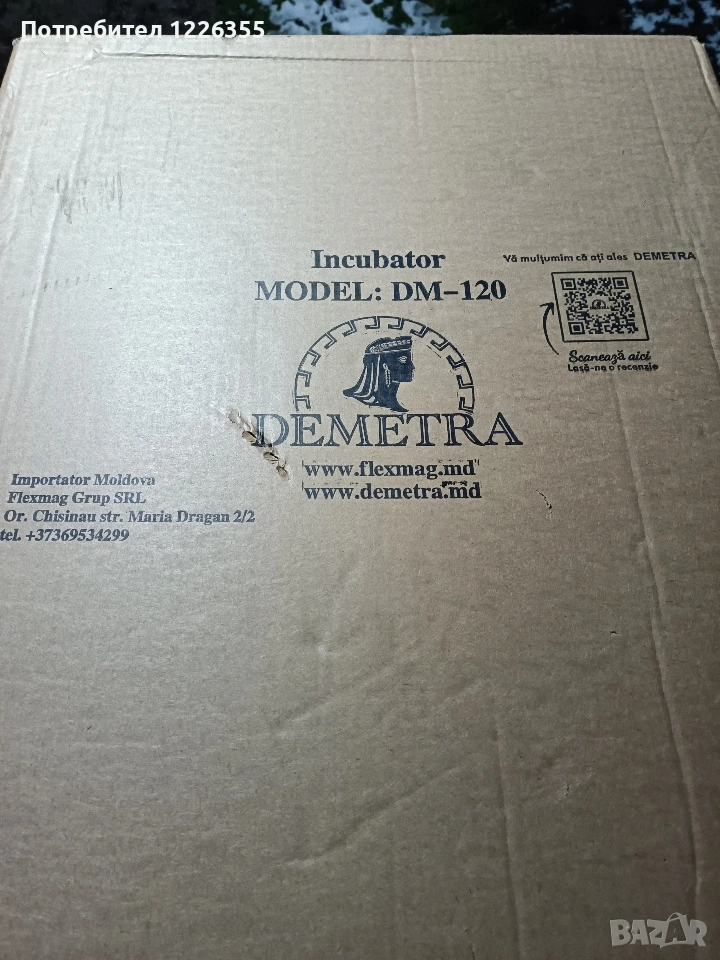 Потребител 1226355
Incubator
MODEL: DM-120
Vă mulțumim că ați ales DEMETRA
Scanează aici
Lasă-ne o recenzie
DEMETRA
www.flexmag.md
www.demetra.md
Importator Moldova
Flexmag Grup SRL
Or. Chisinau str. Maria Dragan 2/2
tel. +37369534299
BAZAR